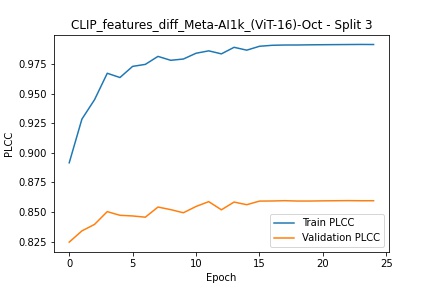 CLIP_features_diff_Meta-AI1k_(ViT-16)-Oct - Split 3
PLCC
0.975
0.950
0.925
0.900
0.875
0.850
0.825
0 5 10 15 20 25
Epoch
Train PLCC
Validation PLCC